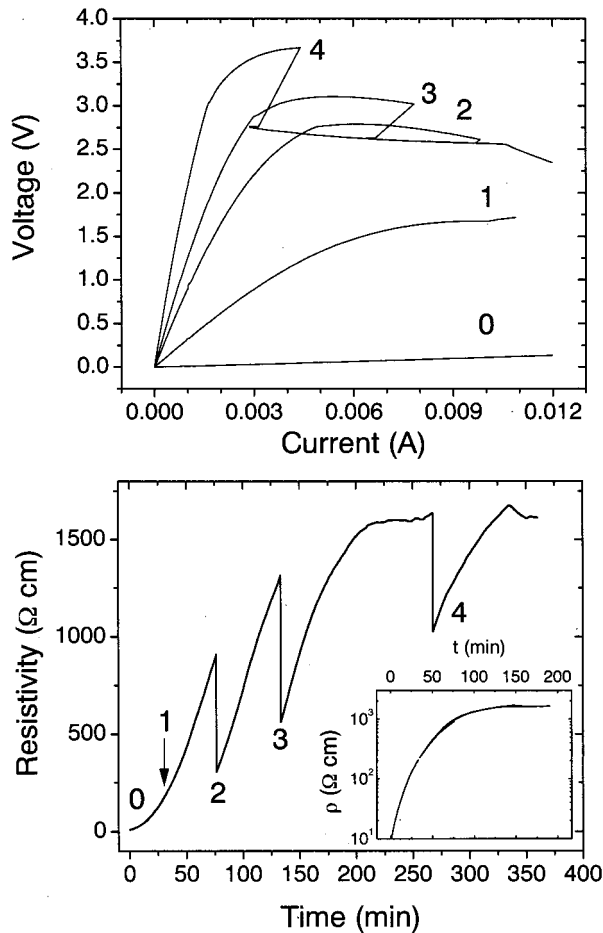 4.0
3.5
3.0
2.5
2.0
1.5
1.0
0.5
0.0
Voltage (V)
4
3
2
1
0
0.000 0.003 0.006 0.009 0.012
Current (A)
1500
1000
500
0
Resistivity (Ω cm)
0
1
2
3
4
t (min)
0 50 100 150 200
10³
10²
10¹
ρ (Ω cm)
0 50 100 150 200 250 300 350 400
Time (min)